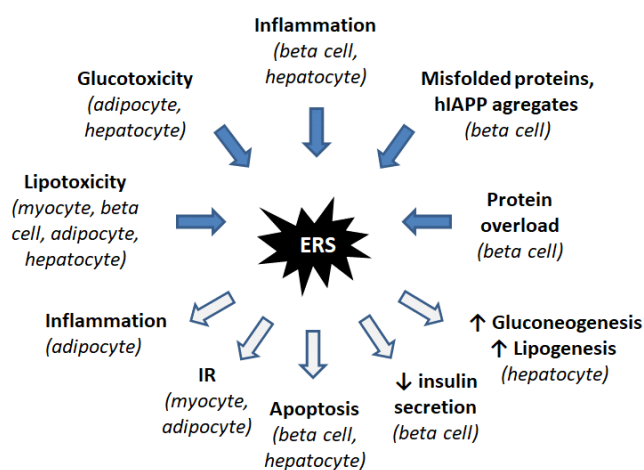 Inflammation
(beta cell,
hepatocyte)
Glucotoxicity
(adipocyte,
hepatocyte)
Misfolded proteins,
hIAPP agregates
(beta cell)
Lipotoxicity
(myocyte, beta
cell, adipocyte,
hepatocyte)
ERS
Protein
overload
(beta cell)
Inflammation
(adipocyte)
IR
(myocyte,
adipocyte)
Apoptosis
(beta cell,
hepatocyte)
↓ insulin
secretion
(beta cell)
↑ Gluconeogenesis
↑ Lipogenesis
(hepatocyte)